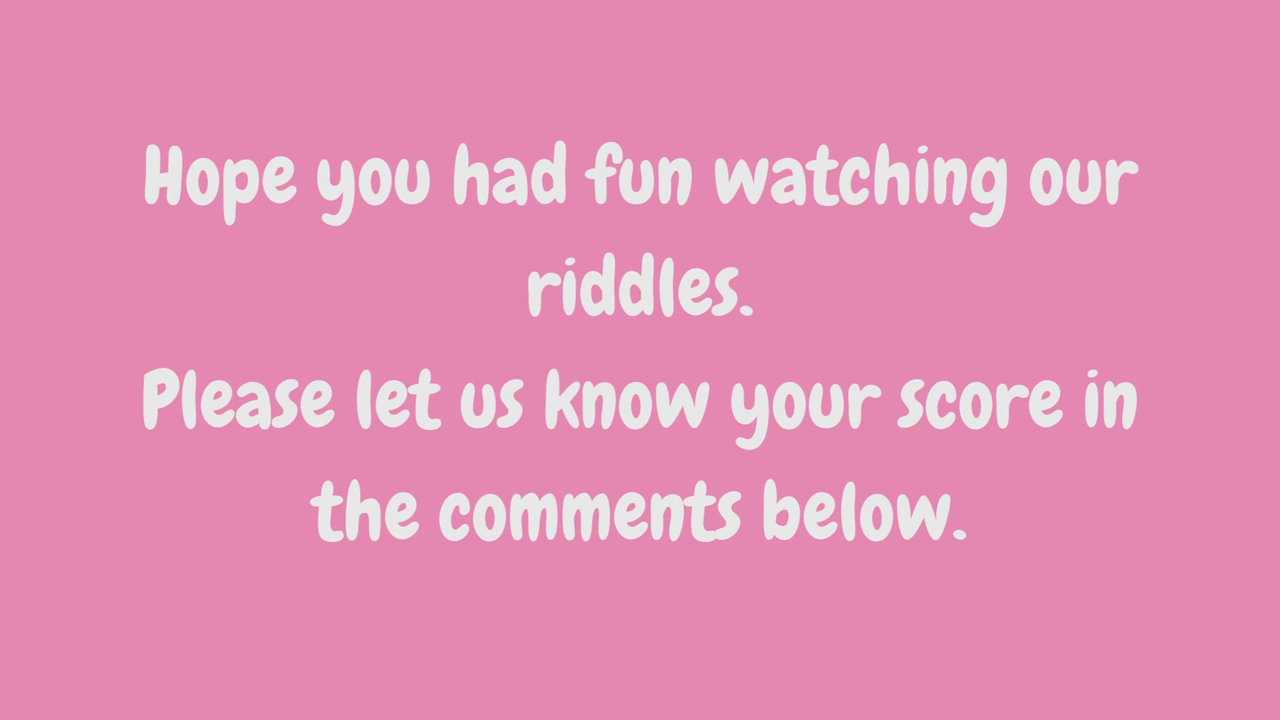 Hope you had fun watching our
riddles.
Please let us know your score in
the comments below.